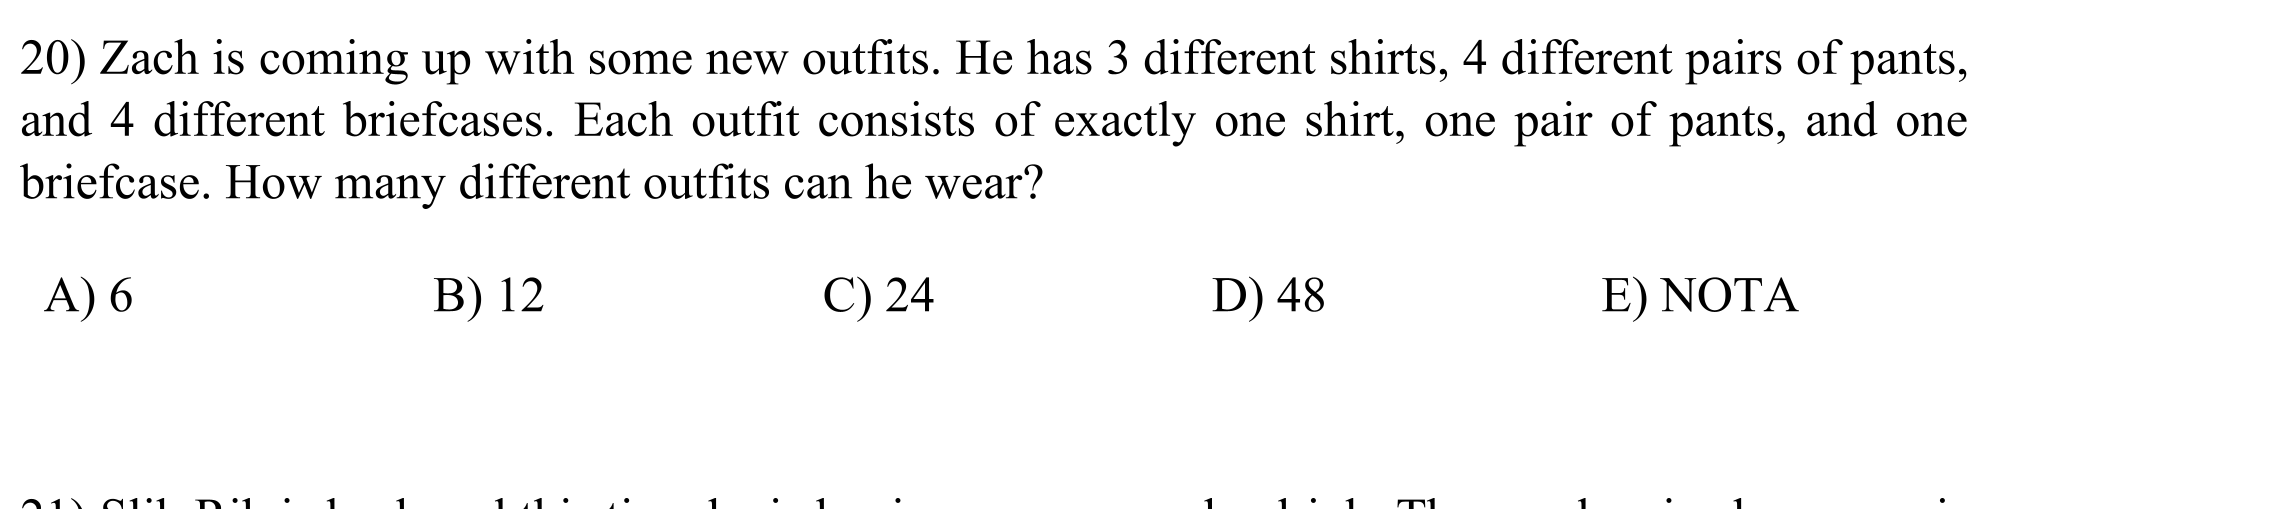 20) Zach is coming up with some new outfits. He has 3 different shirts, 4 different pairs of pants,
and 4 different briefcases. Each outfit consists of exactly one shirt, one pair of pants, and one
briefcase. How many different outfits can he wear?
A) 6 B) 12 C) 24 D) 48 E) NOTA